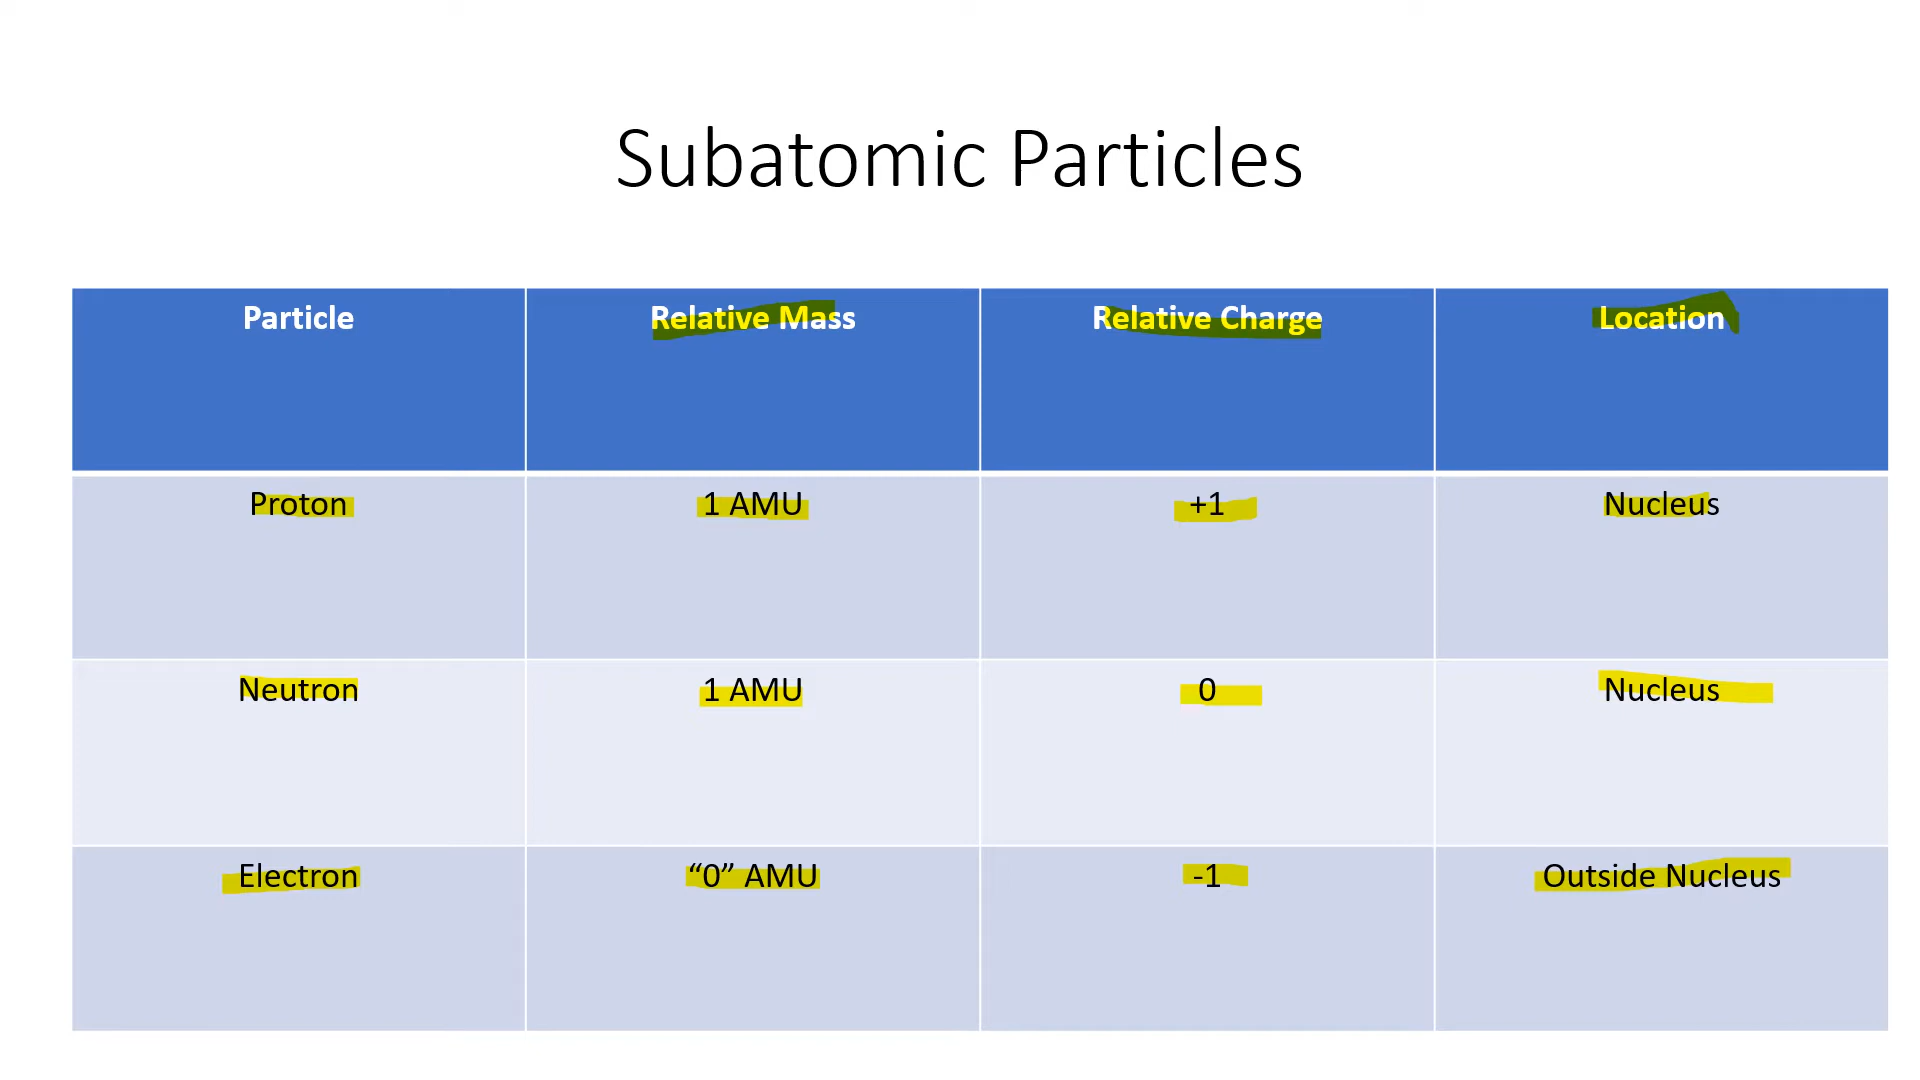 Subatomic Particles
Particle Relative Mass Relative Charge Location
Proton 1 AMU +1 Nucleus
Neutron 1 AMU 0 Nucleus
Electron “0” AMU -1 Outside Nucleus